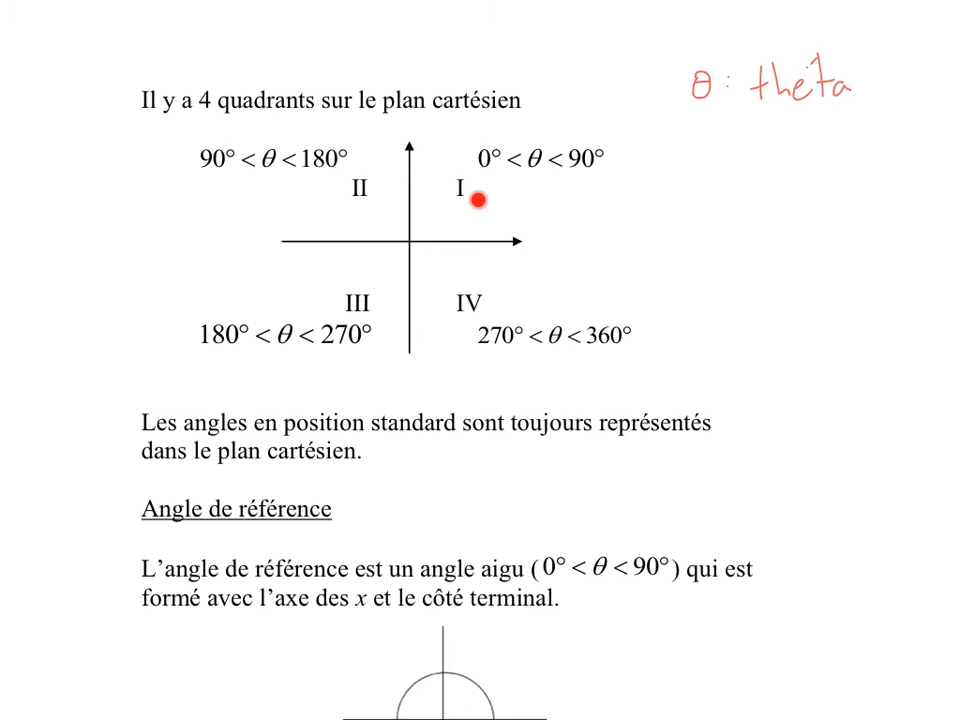 Il y a 4 quadrants sur le plan cartésien
θ : thêta
90° < θ < 180°
0° < θ < 90°
II
I
III
IV
180° < θ < 270°
270° < θ < 360°
Les angles en position standard sont toujours représentés
dans le plan cartésien.
Angle de référence
L’angle de référence est un angle aigu ( 0° < θ < 90° ) qui est
formé avec l’axe des x et le côté terminal.